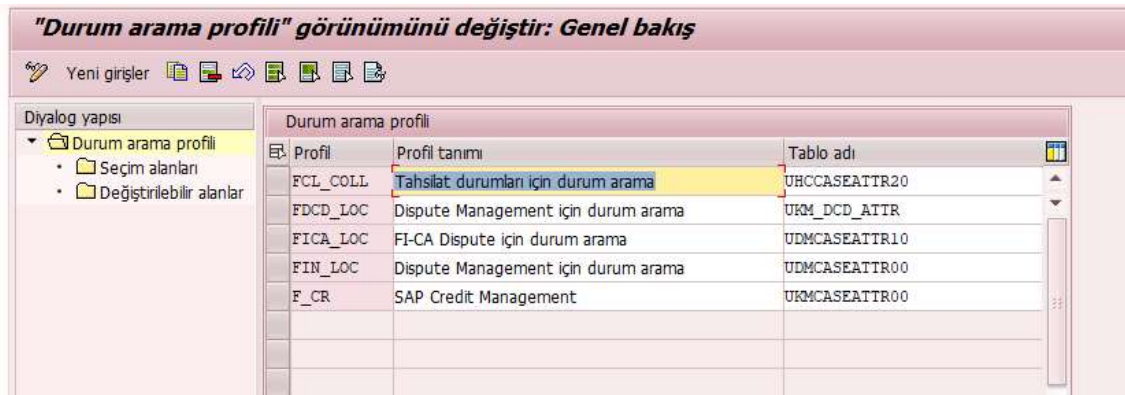 "Durum arama profili" görünümünü değiştir: Genel bakış
Yeni girişler
Diyalog yapısı
Durum arama profili
Seçim alanları
Değiştirilebilir alanlar
Durum arama profili
Profil Profil tanımı Tablo adı
FCL_COLL Tahsilat durumları için durum arama UHCCASEATTR20
FDCD_LOC Dispute Management için durum arama UKM_DCD_ATTR
FICA_LOC FI-CA Dispute için durum arama UDMCASEATTR10
FIN_LOC Dispute Management için durum arama UDMCASEATTR00
F_CR SAP Credit Management UKMCASEATTR00